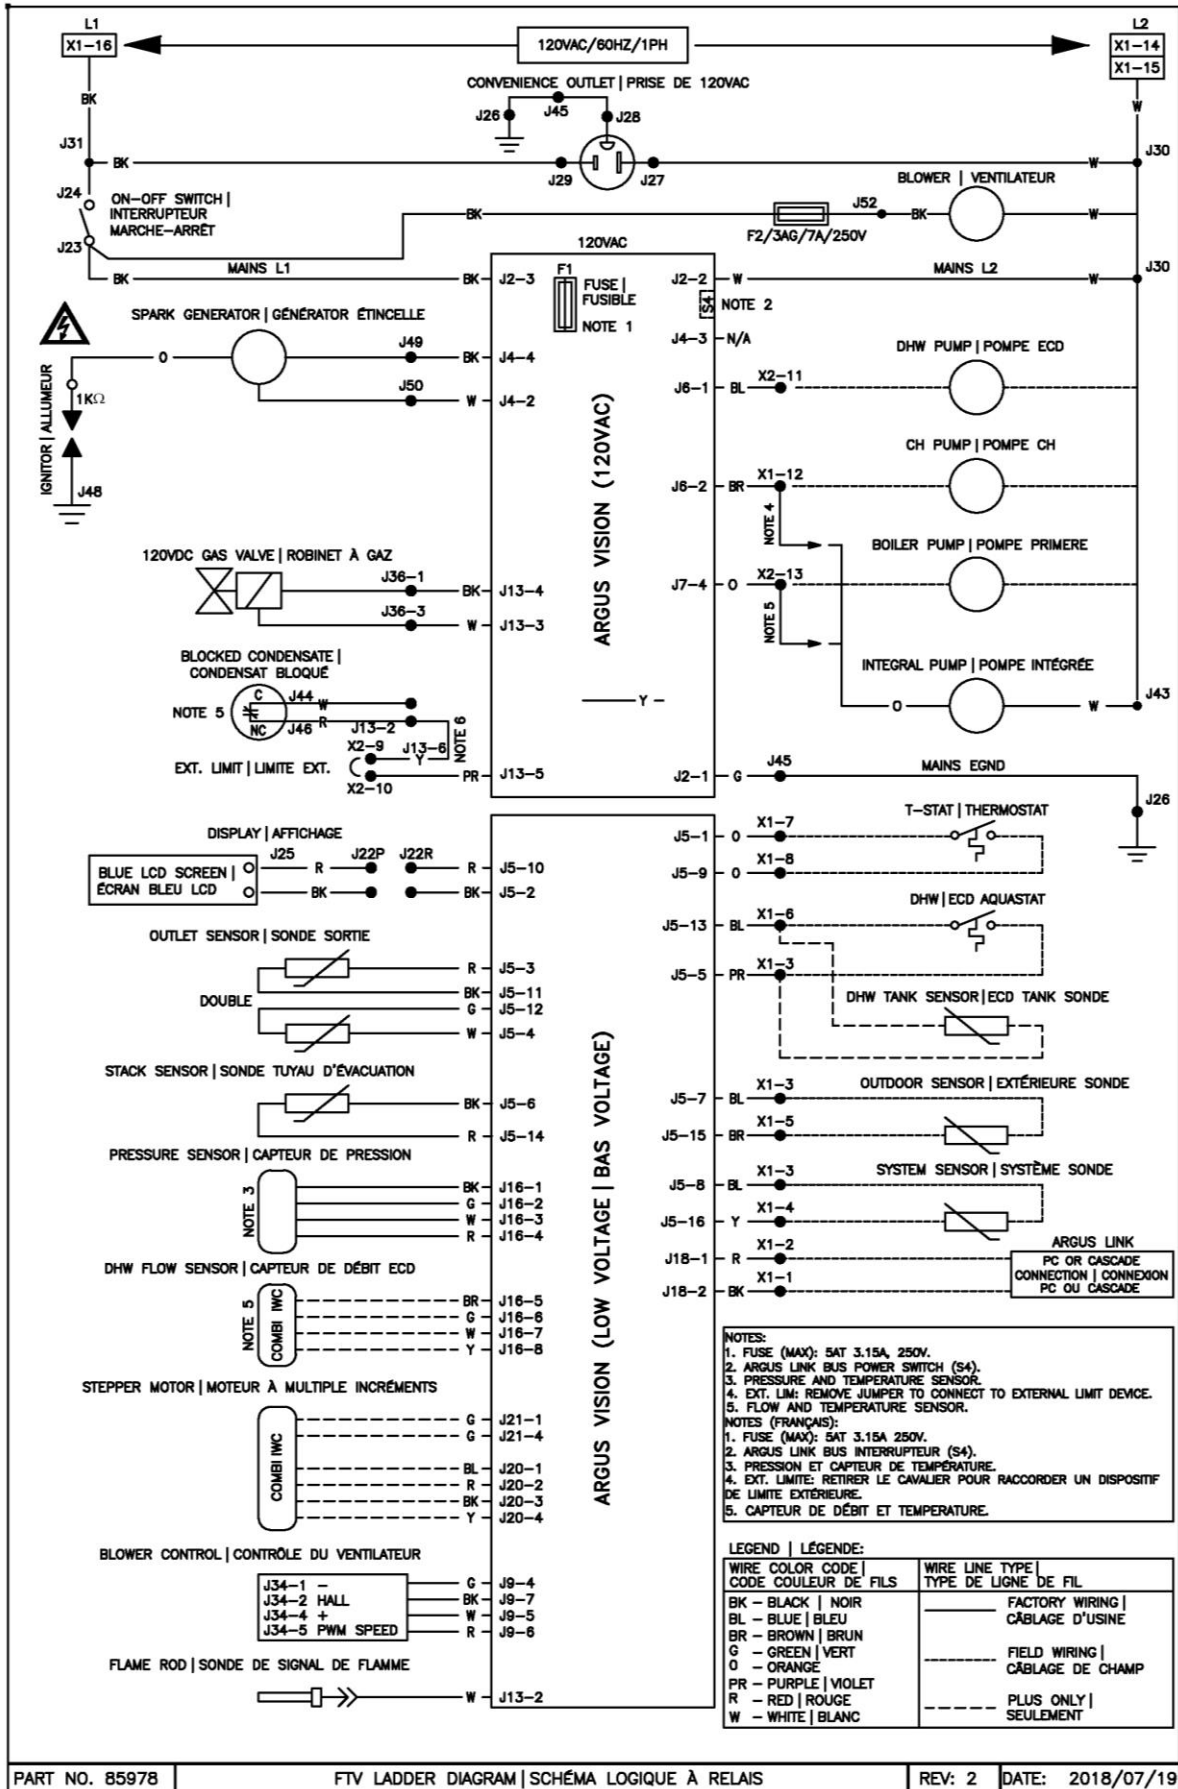 L1
X1-16
120VAC/60HZ/1PH
L2
X1-14
X1-15
CONVENIENCE OUTLET | PRISE DE 120VAC
BK
J26
J45
J28
W
J31
BK
J29
J27
W
J30
J24
ON-OFF SWITCH |
INTERRUPTEUR
MARCHE-ARRÊT
J23
BK
F2/3AG/7A/250V
J52
BK
BLOWER | VENTILATEUR
W
120VAC
MAINS L1
BK
BK
J2-3
F1
FUSE |
FUSIBLE
NOTE 1
J2-2
W
MAINS L2
W
J30
S4
NOTE 2
J4-3
N/A
SPARK GENERATOR | GÉNÉRATOR ÉTINCELLE
O
J49
BK
J4-4
J50
W
J4-2
IGNITOR | ALLUMEUR
1KΩ
J48
DHW PUMP | POMPE ECD
J6-1
BL
X2-11
CH PUMP | POMPE CH
J6-2
BR
X1-12
NOTE 4
BOILER PUMP | POMPE PRIMERE
J7-4
O
X2-13
NOTE 5
INTEGRAL PUMP | POMPE INTÉGRÉE
O
W
J43
ARGUS VISION (120VAC)
Y
120VDC GAS VALVE | ROBINET À GAZ
J36-1
BK
J13-4
J36-3
W
J13-3
BLOCKED CONDENSATE |
CONDENSAT BLOQUÉ
NOTE 5
C
J44
W
NC
J46
R
J13-2
X2-9
J13-6
Y
NOTE 6
EXT. LIMIT | LIMITE EXT.
X2-10
PR
J13-5
J2-1
G
J45
MAINS EGND
J26
DISPLAY | AFFICHAGE
BLUE LCD SCREEN |
ÉCRAN BLEU LCD
J25
J22P
J22R
R
R
J5-10
BK
BK
J5-2
OUTLET SENSOR | SONDE SORTIE
R
J5-3
BK
J5-11
DOUBLE
G
J5-12
W
J5-4
STACK SENSOR | SONDE TUYAU D'ÉVACUATION
BK
J5-6
R
J5-14
PRESSURE SENSOR | CAPTEUR DE PRESSION
NOTE 3
BK
J16-1
G
J16-2
W
J16-3
R
J16-4
DHW FLOW SENSOR | CAPTEUR DE DÉBIT ECD
NOTE 5
COMBI IWC
BR
J16-5
G
J16-6
W
J16-7
Y
J16-8
STEPPER MOTOR | MOTEUR À MULTIPLE INCRÉMENTS
COMBI IWC
G
J21-1
G
J21-4
BL
J20-1
R
J20-2
BK
J20-3
Y
J20-4
BLOWER CONTROL | CONTRÔLE DU VENTILATEUR
J34-1 -
J34-2 HALL
J34-4 +
J34-5 PWM SPEED
G
J9-4
BK
J9-7
W
J9-5
R
J9-6
FLAME ROD | SONDE DE SIGNAL DE FLAMME
W
J13-2
ARGUS VISION (LOW VOLTAGE | BAS VOLTAGE)
T-STAT | THERMOSTAT
J5-1
O
X1-7
J5-9
O
X1-8
DHW | ECD AQUASTAT
J5-13
BL
X1-6
J5-5
PR
X1-3
DHW TANK SENSOR | ECD TANK SONDE
OUTDOOR SENSOR | EXTÉRIEURE SONDE
J5-7
BL
X1-3
J5-15
BR
X1-5
SYSTEM SENSOR | SYSTÈME SONDE
J5-8
BL
X1-3
J5-16
Y
X1-4
ARGUS LINK
J18-1
R
X1-2
J18-2
BK
X1-1
PC OR CASCADE
CONNECTION | CONNEXION
PC OU CASCADE
NOTES:
1. FUSE (MAX): 5AT 3.15A, 250V.
2. ARGUS LINK BUS POWER SWITCH (S4).
3. PRESSURE AND TEMPERATURE SENSOR.
4. EXT. LIM: REMOVE JUMPER TO CONNECT TO EXTERNAL LIMIT DEVICE.
5. FLOW AND TEMPERATURE SENSOR.
NOTES (FRANÇAIS):
1. FUSE (MAX): 5AT 3.15A 250V.
2. ARGUS LINK BUS INTERRUPTEUR (S4).
3. PRESSION ET CAPTEUR DE TEMPÉRATURE.
4. EXT. LIMITE: RETIRER LE CAVALIER POUR RACCORDER UN DISPOSITIF
DE LIMITE EXTÉRIEURE.
5. CAPTEUR DE DÉBIT ET TEMPERATURE.
LEGEND | LÉGENDE:
WIRE COLOR CODE |
CODE COULEUR DE FILS
WIRE LINE TYPE |
TYPE DE LIGNE DE FIL
BK - BLACK | NOIR
BL - BLUE | BLEU
BR - BROWN | BRUN
G - GREEN | VERT
O - ORANGE
PR - PURPLE | VIOLET
R - RED | ROUGE
W - WHITE | BLANC
FACTORY WIRING |
CÂBLAGE D'USINE
FIELD WIRING |
CÂBLAGE DE CHAMP
PLUS ONLY |
SEULEMENT
PART NO. 85978
FTV LADDER DIAGRAM | SCHÉMA LOGIQUE À RELAIS
REV: 2
DATE: 2018/07/19